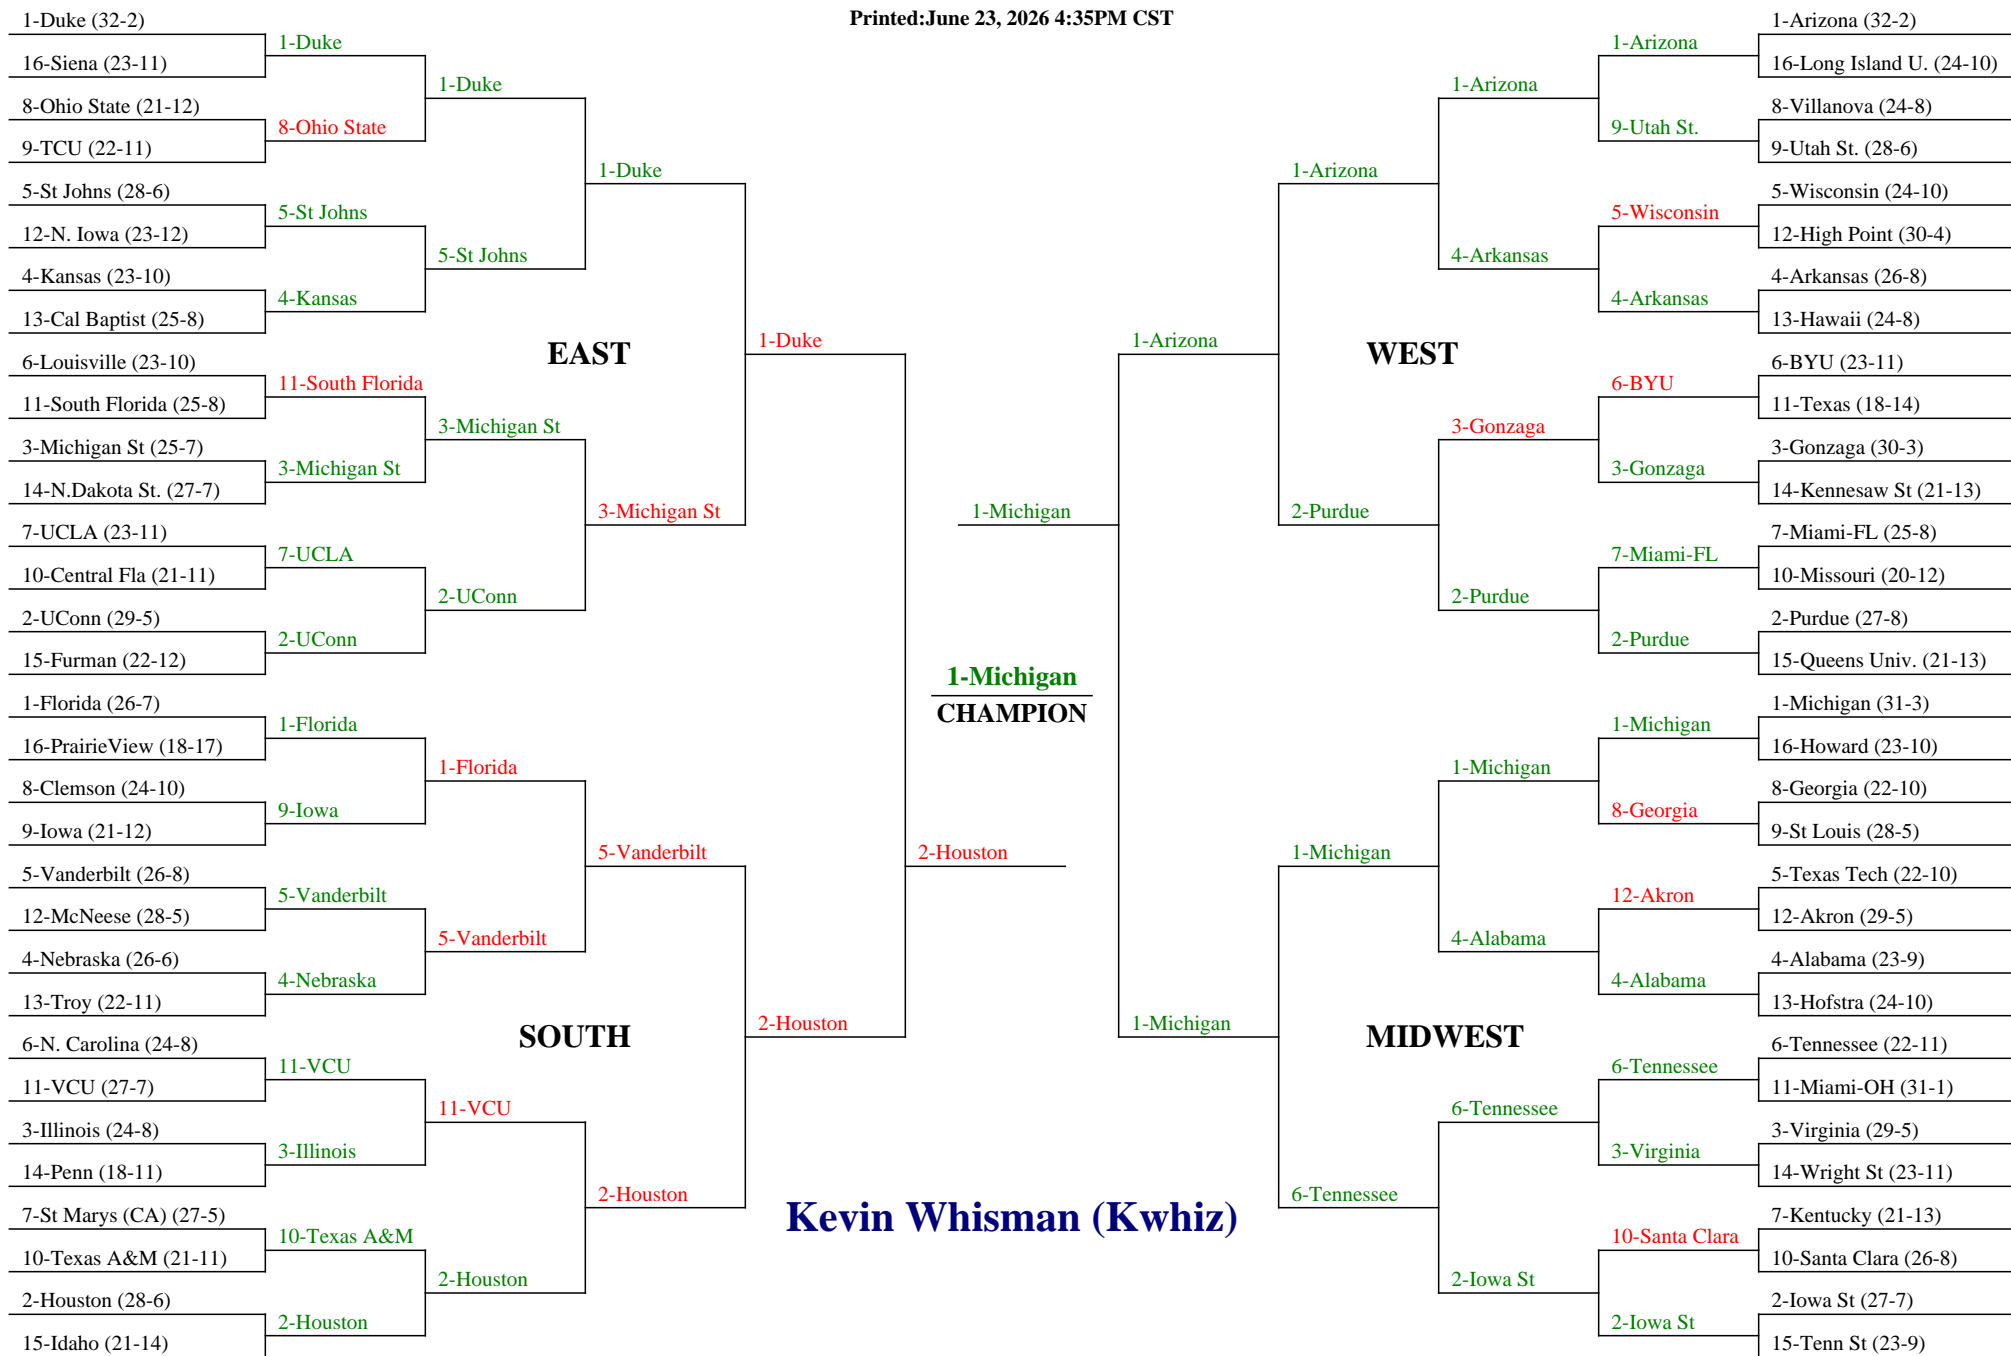 Printed:June 23, 2026 4:35PM CST
1-Duke (32-2)
16-Siena (23-11)
8-Ohio State (21-12)
9-TCU (22-11)
5-St Johns (28-6)
12-N. Iowa (23-12)
4-Kansas (23-10)
13-Cal Baptist (25-8)
6-Louisville (23-10)
11-South Florida (25-8)
3-Michigan St (25-7)
14-N.Dakota St. (27-7)
7-UCLA (23-11)
10-Central Fla (21-11)
2-UConn (29-5)
15-Furman (22-12)
1-Florida (26-7)
16-PrairieView (18-17)
8-Clemson (24-10)
9-Iowa (21-12)
5-Vanderbilt (26-8)
12-McNeese (28-5)
4-Nebraska (26-6)
13-Troy (22-11)
6-N. Carolina (24-8)
11-VCU (27-7)
3-Illinois (24-8)
14-Penn (18-11)
7-St Marys (CA) (27-5)
10-Texas A&M (21-11)
2-Houston (28-6)
15-Idaho (21-14)
1-Duke
8-Ohio State
5-St Johns
4-Kansas
11-South Florida
3-Michigan St
7-UCLA
2-UConn
1-Florida
9-Iowa
5-Vanderbilt
4-Nebraska
11-VCU
3-Illinois
10-Texas A&M
2-Houston
1-Duke
5-St Johns
3-Michigan St
2-UConn
1-Florida
5-Vanderbilt
11-VCU
2-Houston
EAST
SOUTH
1-Duke
3-Michigan St
5-Vanderbilt
2-Houston
1-Duke
2-Houston
2-Houston
1-Michigan
1-Michigan
CHAMPION
Kevin Whisman (Kwhiz)
1-Arizona
1-Michigan
1-Arizona
2-Purdue
1-Michigan
6-Tennessee
WEST
MIDWEST
1-Arizona
4-Arkansas
3-Gonzaga
2-Purdue
1-Michigan
4-Alabama
6-Tennessee
2-Iowa St
1-Arizona
9-Utah St.
5-Wisconsin
4-Arkansas
6-BYU
3-Gonzaga
7-Miami-FL
2-Purdue
1-Michigan
8-Georgia
12-Akron
4-Alabama
6-Tennessee
3-Virginia
10-Santa Clara
2-Iowa St
1-Arizona (32-2)
16-Long Island U. (24-10)
8-Villanova (24-8)
9-Utah St. (28-6)
5-Wisconsin (24-10)
12-High Point (30-4)
4-Arkansas (26-8)
13-Hawaii (24-8)
6-BYU (23-11)
11-Texas (18-14)
3-Gonzaga (30-3)
14-Kennesaw St (21-13)
7-Miami-FL (25-8)
10-Missouri (20-12)
2-Purdue (27-8)
15-Queens Univ. (21-13)
1-Michigan (31-3)
16-Howard (23-10)
8-Georgia (22-10)
9-St Louis (28-5)
5-Texas Tech (22-10)
12-Akron (29-5)
4-Alabama (23-9)
13-Hofstra (24-10)
6-Tennessee (22-11)
11-Miami-OH (31-1)
3-Virginia (29-5)
14-Wright St (23-11)
7-Kentucky (21-13)
10-Santa Clara (26-8)
2-Iowa St (27-7)
15-Tenn St (23-9)